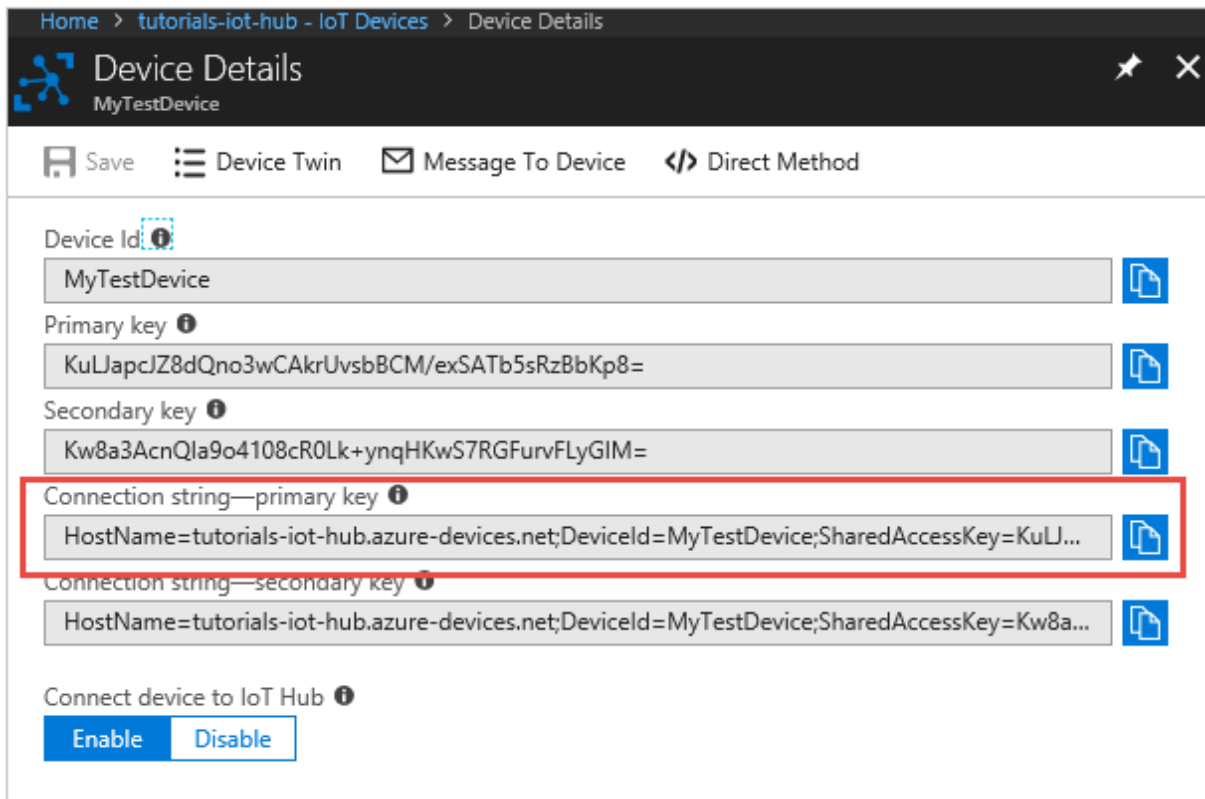 Home > tutorials-iot-hub - IoT Devices > Device Details
Device Details
MyTestDevice
Save Device Twin Message To Device </> Direct Method
Device Id
MyTestDevice
Primary key
KuLJapcJZ8dQno3wCAkrUvsbBCM/exSATb5sRzBbKp8=
Secondary key
Kw8a3AcnQIa9o4108cR0Lk+ynqHKwS7RGFurvFLyGIM=
Connection string—primary key
HostName=tutorials-iot-hub.azure-devices.net;DeviceId=MyTestDevice;SharedAccessKey=KuLJ...
Connection string—secondary key
HostName=tutorials-iot-hub.azure-devices.net;DeviceId=MyTestDevice;SharedAccessKey=Kw8a...
Connect device to IoT Hub
Enable Disable